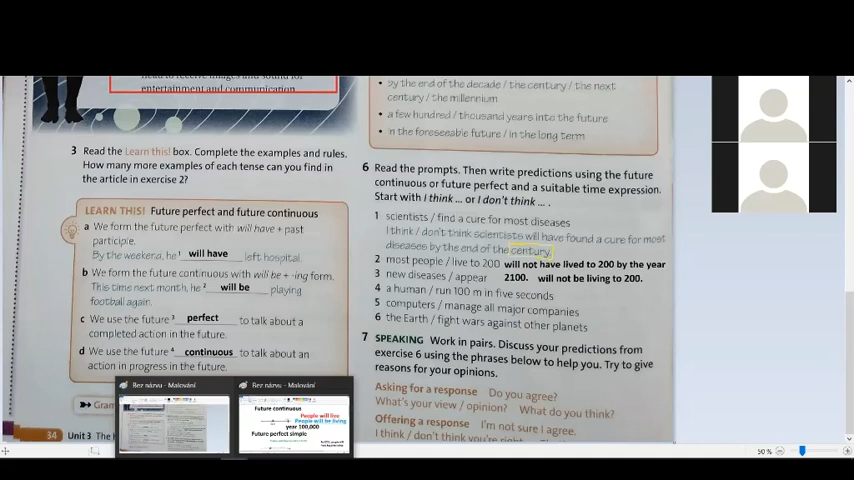 need to receive images and sound for
entertainment and communication
3 Read the Learn this! box. Complete the examples and rules.
How many more examples of each tense can you find in
the article in exercise 2?
LEARN THIS! Future perfect and future continuous
a We form the future perfect with will have + past
participle.
By the weekend, he ¹ will have left hospital.
b We form the future continuous with will be + -ing form.
This time next month, he ² will be playing
football again.
c We use the future ³ perfect to talk about a
completed action in the future.
d We use the future ⁴ continuous to talk about an
action in progress in the future.
34 Unit 3 The
by the end of the decade / the century / the next
century / the millennium
• a few hundred / thousand years into the future
• in the foreseeable future / in the long term
6 Read the prompts. Then write predictions using the future
continuous or future perfect and a suitable time expression.
Start with I think ... or I don't think ... .
1 scientists / find a cure for most diseases
I think / don't think scientists will have found a cure for most
diseases by the end of the century.
2 most people / live to 200 will not have lived to 200 by the year
3 new diseases / appear 2100. will not be living to 200.
4 a human / run 100 m in five seconds
5 computers / manage all major companies
6 the Earth / fight wars against other planets
7 SPEAKING Work in pairs. Discuss your predictions from
exercise 6 using the phrases below to help you. Try to give
reasons for your opinions.
Asking for a response Do you agree?
What's your view / opinion? What do you think?
Offering a response I'm not sure I agree.
I think / don't think you're right.
Bez názvu - Malování
Bez názvu - Malování
Future continuous
People will live
People will be living
year 100,000
Future perfect simple
50 %